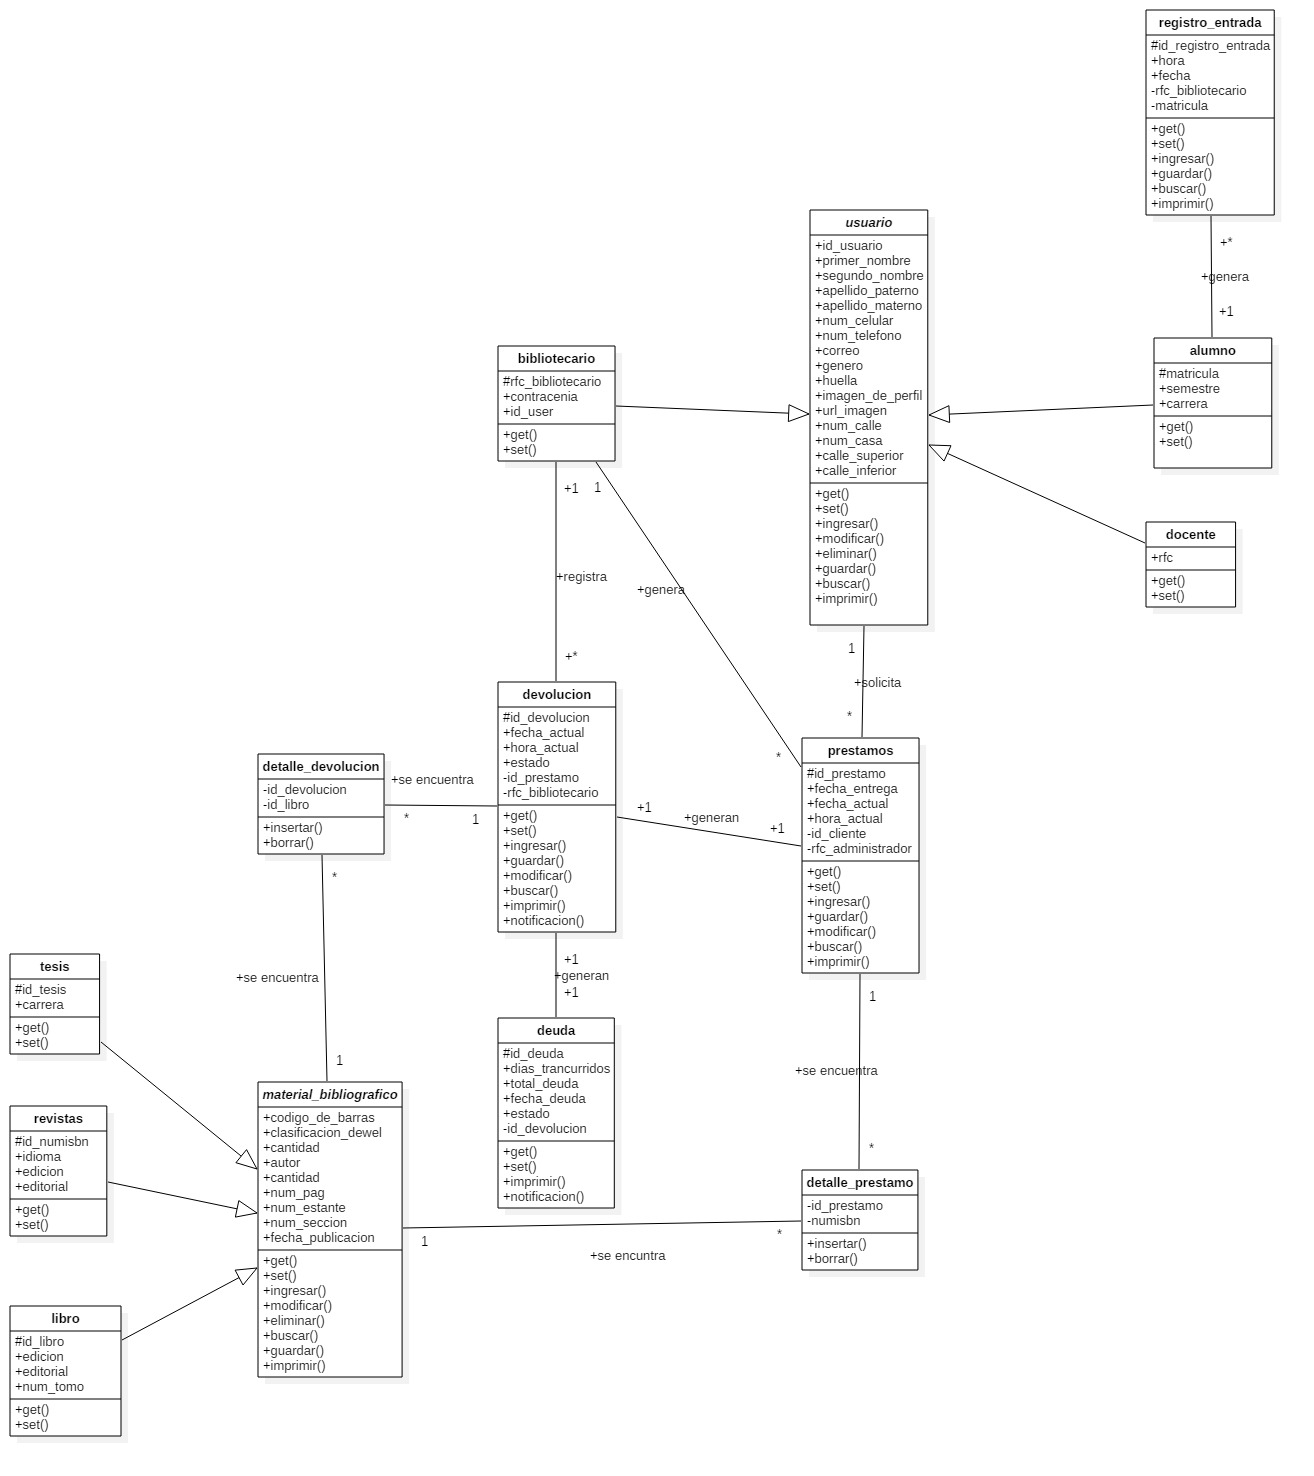 registro_entrada
#id_registro_entrada
+hora
+fecha
-rfc_bibliotecario
-matricula
+get()
+set()
+ingresar()
+guardar()
+buscar()
+imprimir()
+*
+genera
+1
usuario
+id_usuario
+primer_nombre
+segundo_nombre
+apellido_paterno
+apellido_materno
+num_celular
+num_telefono
+correo
+genero
+huella
+imagen_de_perfil
+url_imagen
+num_calle
+num_casa
+calle_superior
+calle_inferior
+get()
+set()
+ingresar()
+modificar()
+eliminar()
+guardar()
+buscar()
+imprimir()
alumno
#matricula
+semestre
+carrera
+get()
+set()
bibliotecario
#rfc_bibliotecario
+contracenia
+id_user
+get()
+set()
docente
+rfc
+get()
+set()
+1
1
+registra
+genera
+*
*
1
+solicita
*
devolucion
#id_devolucion
+fecha_actual
+hora_actual
+estado
-id_prestamo
-rfc_bibliotecario
+get()
+set()
+ingresar()
+guardar()
+modificar()
+buscar()
+imprimir()
+notificacion()
prestamos
#id_prestamo
+fecha_entrega
+fecha_actual
+hora_actual
-id_cliente
-rfc_administrador
+get()
+set()
+ingresar()
+guardar()
+modificar()
+buscar()
+imprimir()
detalle_devolucion
-id_devolucion
-id_libro
+insertar()
+borrar()
+se encuentra
*
1
+1
+generan
+1
*
+se encuentra
1
+1
+generan
+1
1
+se encuentra
*
tesis
#id_tesis
+carrera
+get()
+set()
deuda
#id_deuda
+dias_trancurridos
+total_deuda
+fecha_deuda
+estado
-id_devolucion
+get()
+set()
+imprimir()
+notificacion()
material_bibliografico
+codigo_de_barras
+clasificacion_dewel
+cantidad
+autor
+cantidad
+num_pag
+num_estante
+num_seccion
+fecha_publicacion
+get()
+set()
+ingresar()
+modificar()
+eliminar()
+buscar()
+guardar()
+imprimir()
revistas
#id_numisbn
+idioma
+edicion
+editorial
+get()
+set()
detalle_prestamo
-id_prestamo
-numisbn
+insertar()
+borrar()
1
+se encuntra
*
libro
#id_libro
+edicion
+editorial
+num_tomo
+get()
+set()